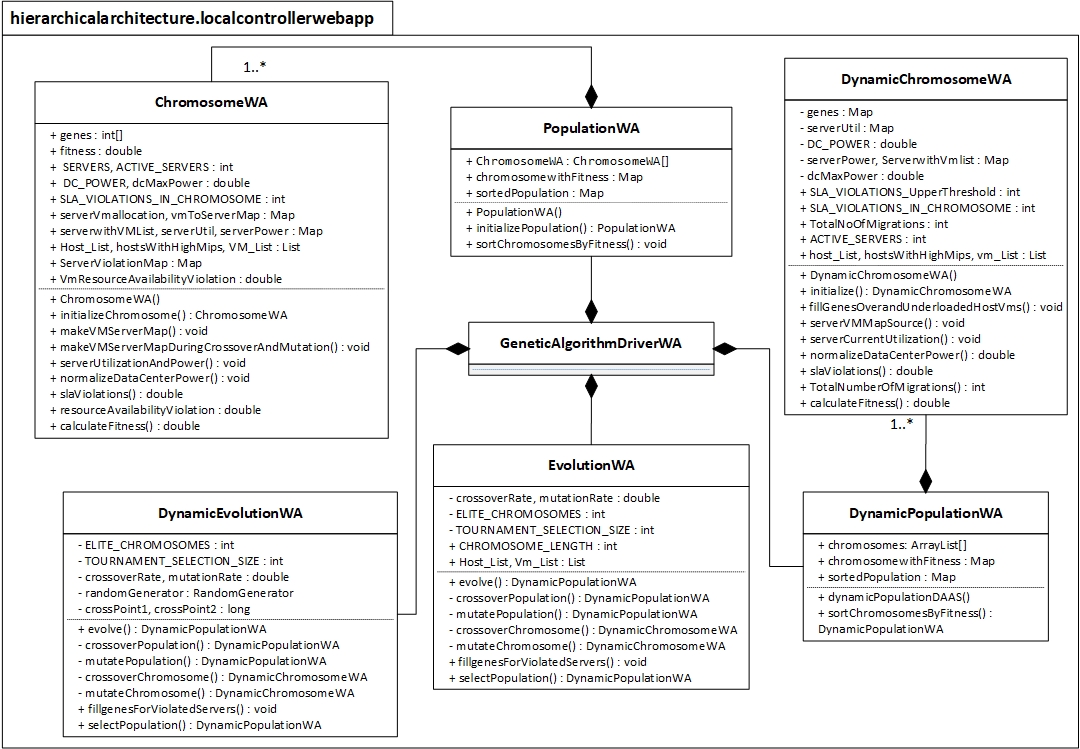 hierarchicalarchitecture.localcontrollerwebapp
1..*
ChromosomeWA
+ genes : int[]
+ fitness : double
+ SERVERS, ACTIVE_SERVERS : int
+ DC_POWER, dcMaxPower : double
+ SLA_VIOLATIONS_IN_CHROMOSOME : int
+ serverVmallocation, vmToServerMap : Map
+ serverwithVMList, serverUtil, serverPower : Map
+ Host_List, hostsWithHighMips, VM_List : List
+ ServerViolationMap : Map
+ VmResourceAvailabilityViolation : double
+ ChromosomeWA()
+ initializeChromosome() : ChromosomeWA
+ makeVMServerMap() : void
+ makeVMServerMapDuringCrossoverAndMutation() : void
+ serverUtilizationAndPower() : void
+ normalizeDataCenterPower() : void
+ slaViolations() : double
+ resourceAvailabilityViolation : double
+ calculateFitness() : double
PopulationWA
+ ChromosomeWA : ChromosomeWA[]
+ chromosomewithFitness : Map
+ sortedPopulation : Map
+ PopulationWA()
+ initializePopulation() : PopulationWA
+ sortChromosomesByFitness() : void
DynamicChromosomeWA
- genes : Map
- serverUtil : Map
- DC_POWER : double
- serverPower, ServerwithVmlist : Map
- dcMaxPower : double
+ SLA_VIOLATIONS_UpperThreshold : int
+ SLA_VIOLATIONS_IN_CHROMOSOME : int
+ TotalNoOfMigrations : int
+ ACTIVE_SERVERS : int
+ host_List, hostsWithHighMips, vm_List : List
+ DynamicChromosomeWA()
+ initialize() : DynamicChromosomeWA
+ fillGenesOverandUnderloadedHostVms() : void
+ serverVMMapSource() : void
+ serverCurrentUtilization() : void
+ normalizeDataCenterPower() : double
+ slaViolations() : double
+ TotalNumberOfMigrations() : int
+ calculateFitness() : double
1..*
GeneticAlgorithmDriverWA
DynamicEvolutionWA
- ELITE_CHROMOSOMES : int
- TOURNAMENT_SELECTION_SIZE : int
- crossoverRate, mutationRate : double
- randomGenerator : RandomGenerator
- crossPoint1, crossPoint2 : long
+ evolve() : DynamicPopulationWA
- crossoverPopulation() : DynamicPopulationWA
- mutatePopulation() : DynamicPopulationWA
- crossoverChromosome() : DynamicChromosomeWA
- mutateChromosome() : DynamicChromosomeWA
+ fillgenesForViolatedServers() : void
+ selectPopulation() : DynamicPopulationWA
EvolutionWA
- crossoverRate, mutationRate : double
- ELITE_CHROMOSOMES : int
- TOURNAMENT_SELECTION_SIZE : int
+ CHROMOSOME_LENGTH : int
+ Host_List, Vm_List : List
+ evolve() : DynamicPopulationWA
- crossoverPopulation() : DynamicPopulationWA
- mutatePopulation() : DynamicPopulationWA
- crossoverChromosome() : DynamicChromosomeWA
- mutateChromosome() : DynamicChromosomeWA
+ fillgenesForViolatedServers() : void
+ selectPopulation() : DynamicPopulationWA
DynamicPopulationWA
+ chromosomes: ArrayList[]
+ chromosomewithFitness : Map
+ sortedPopulation : Map
+ dynamicPopulationDAAS()
+ sortChromosomesByFitness() :
DynamicPopulationWA